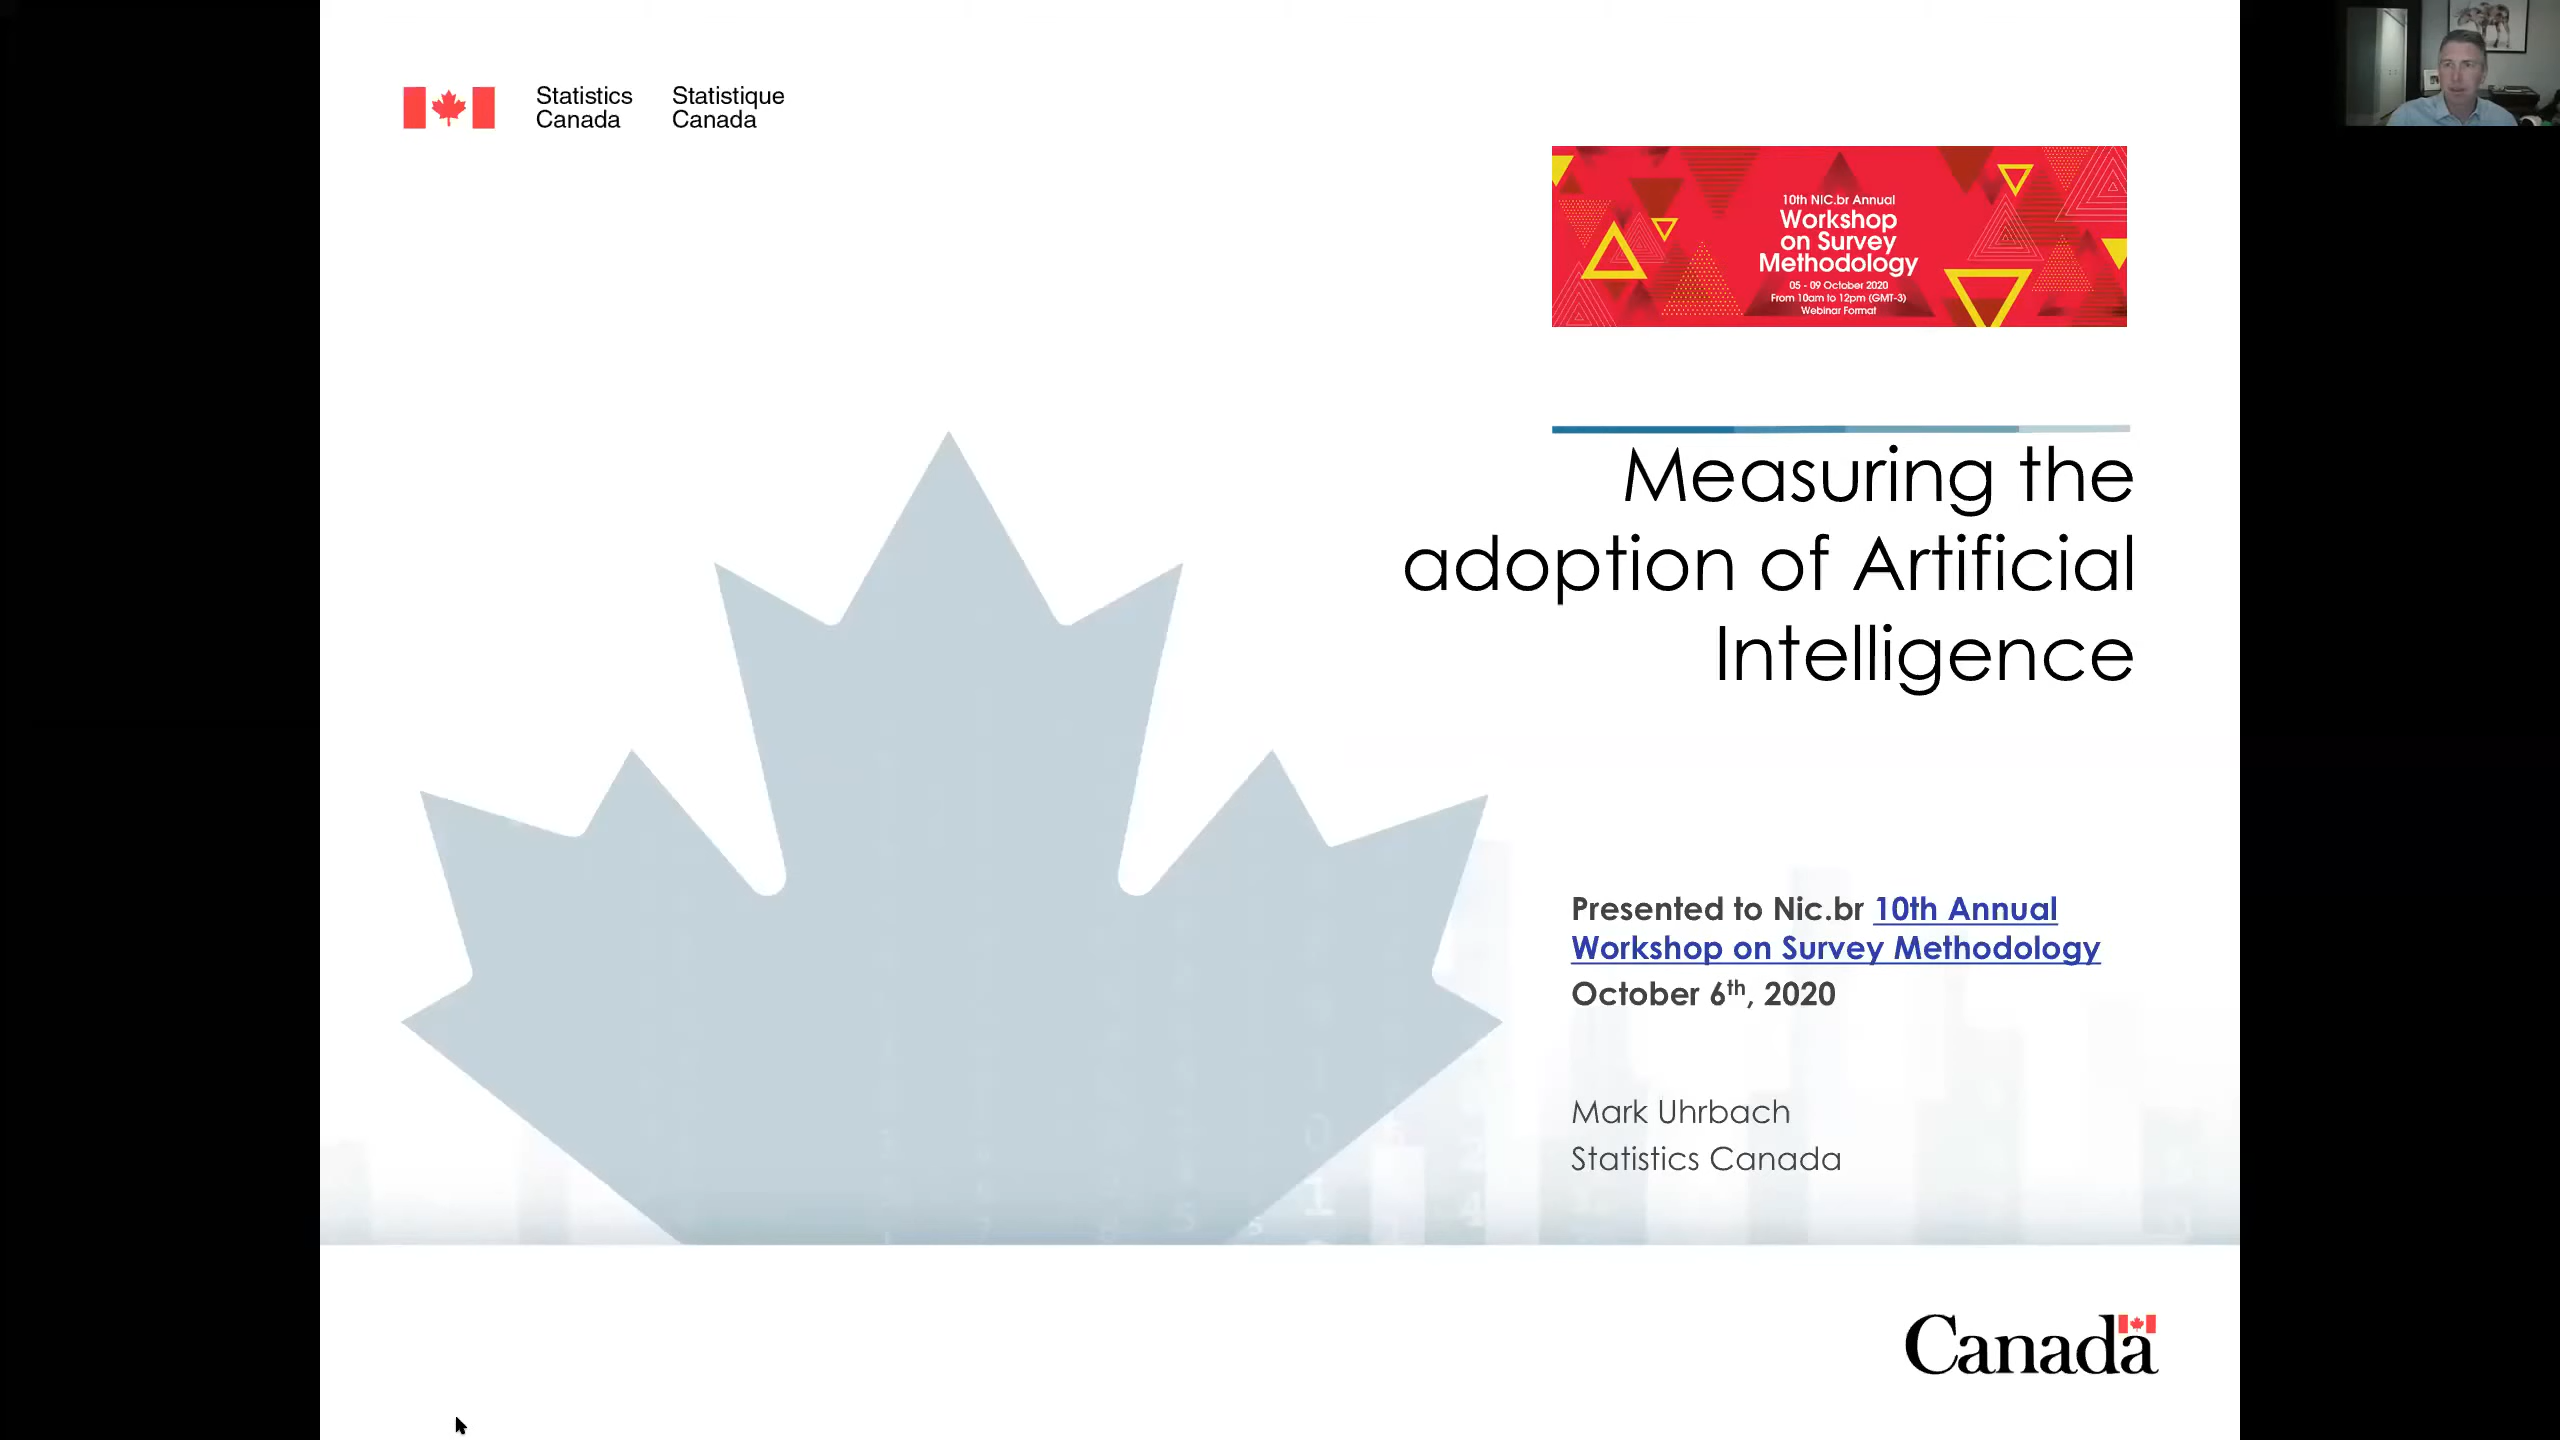 Statistics Canada
Statistique Canada
10th NIC.br Annual
Workshop
on Survey
Methodology
05 - 09 October 2020
From 10am to 12pm (GMT-3)
Webinar Format
Measuring the
adoption of Artificial
Intelligence
Presented to Nic.br 10th Annual
Workshop on Survey Methodology
October 6th, 2020
Mark Uhrbach
Statistics Canada
Canada